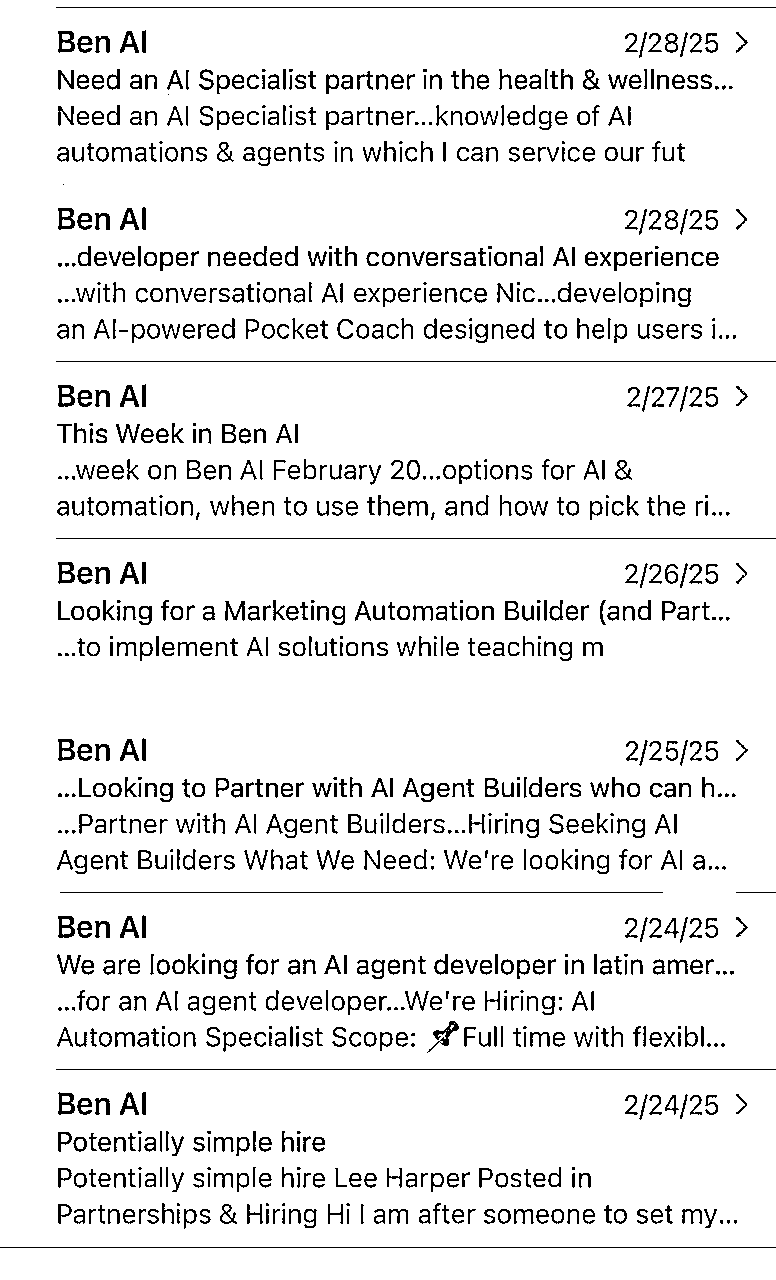 Ben AI 2/28/25 >
Need an AI Specialist partner in the health & wellness...
Need an AI Specialist partner...knowledge of AI
automations & agents in which I can service our fut
Ben AI 2/28/25 >
...developer needed with conversational AI experience
...with conversational AI experience Nic...developing
an AI-powered Pocket Coach designed to help users i...
Ben AI 2/27/25 >
This Week in Ben AI
...week on Ben AI February 20...options for AI &
automation, when to use them, and how to pick the ri...
Ben AI 2/26/25 >
Looking for a Marketing Automation Builder (and Part...
...to implement AI solutions while teaching m
Ben AI 2/25/25 >
...Looking to Partner with AI Agent Builders who can h...
...Partner with AI Agent Builders...Hiring Seeking AI
Agent Builders What We Need: We're looking for AI a...
Ben AI 2/24/25 >
We are looking for an AI agent developer in latin amer...
...for an AI agent developer...We're Hiring: AI
Automation Specialist Scope: 📌Full time with flexibl...
Ben AI 2/24/25 >
Potentially simple hire
Potentially simple hire Lee Harper Posted in
Partnerships & Hiring Hi I am after someone to set my...